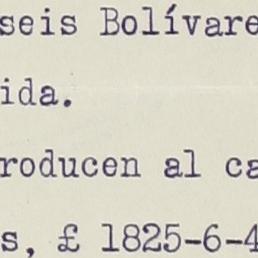 seis Bolívare
ida.
roducen al ca
s, £ 1825-6-4